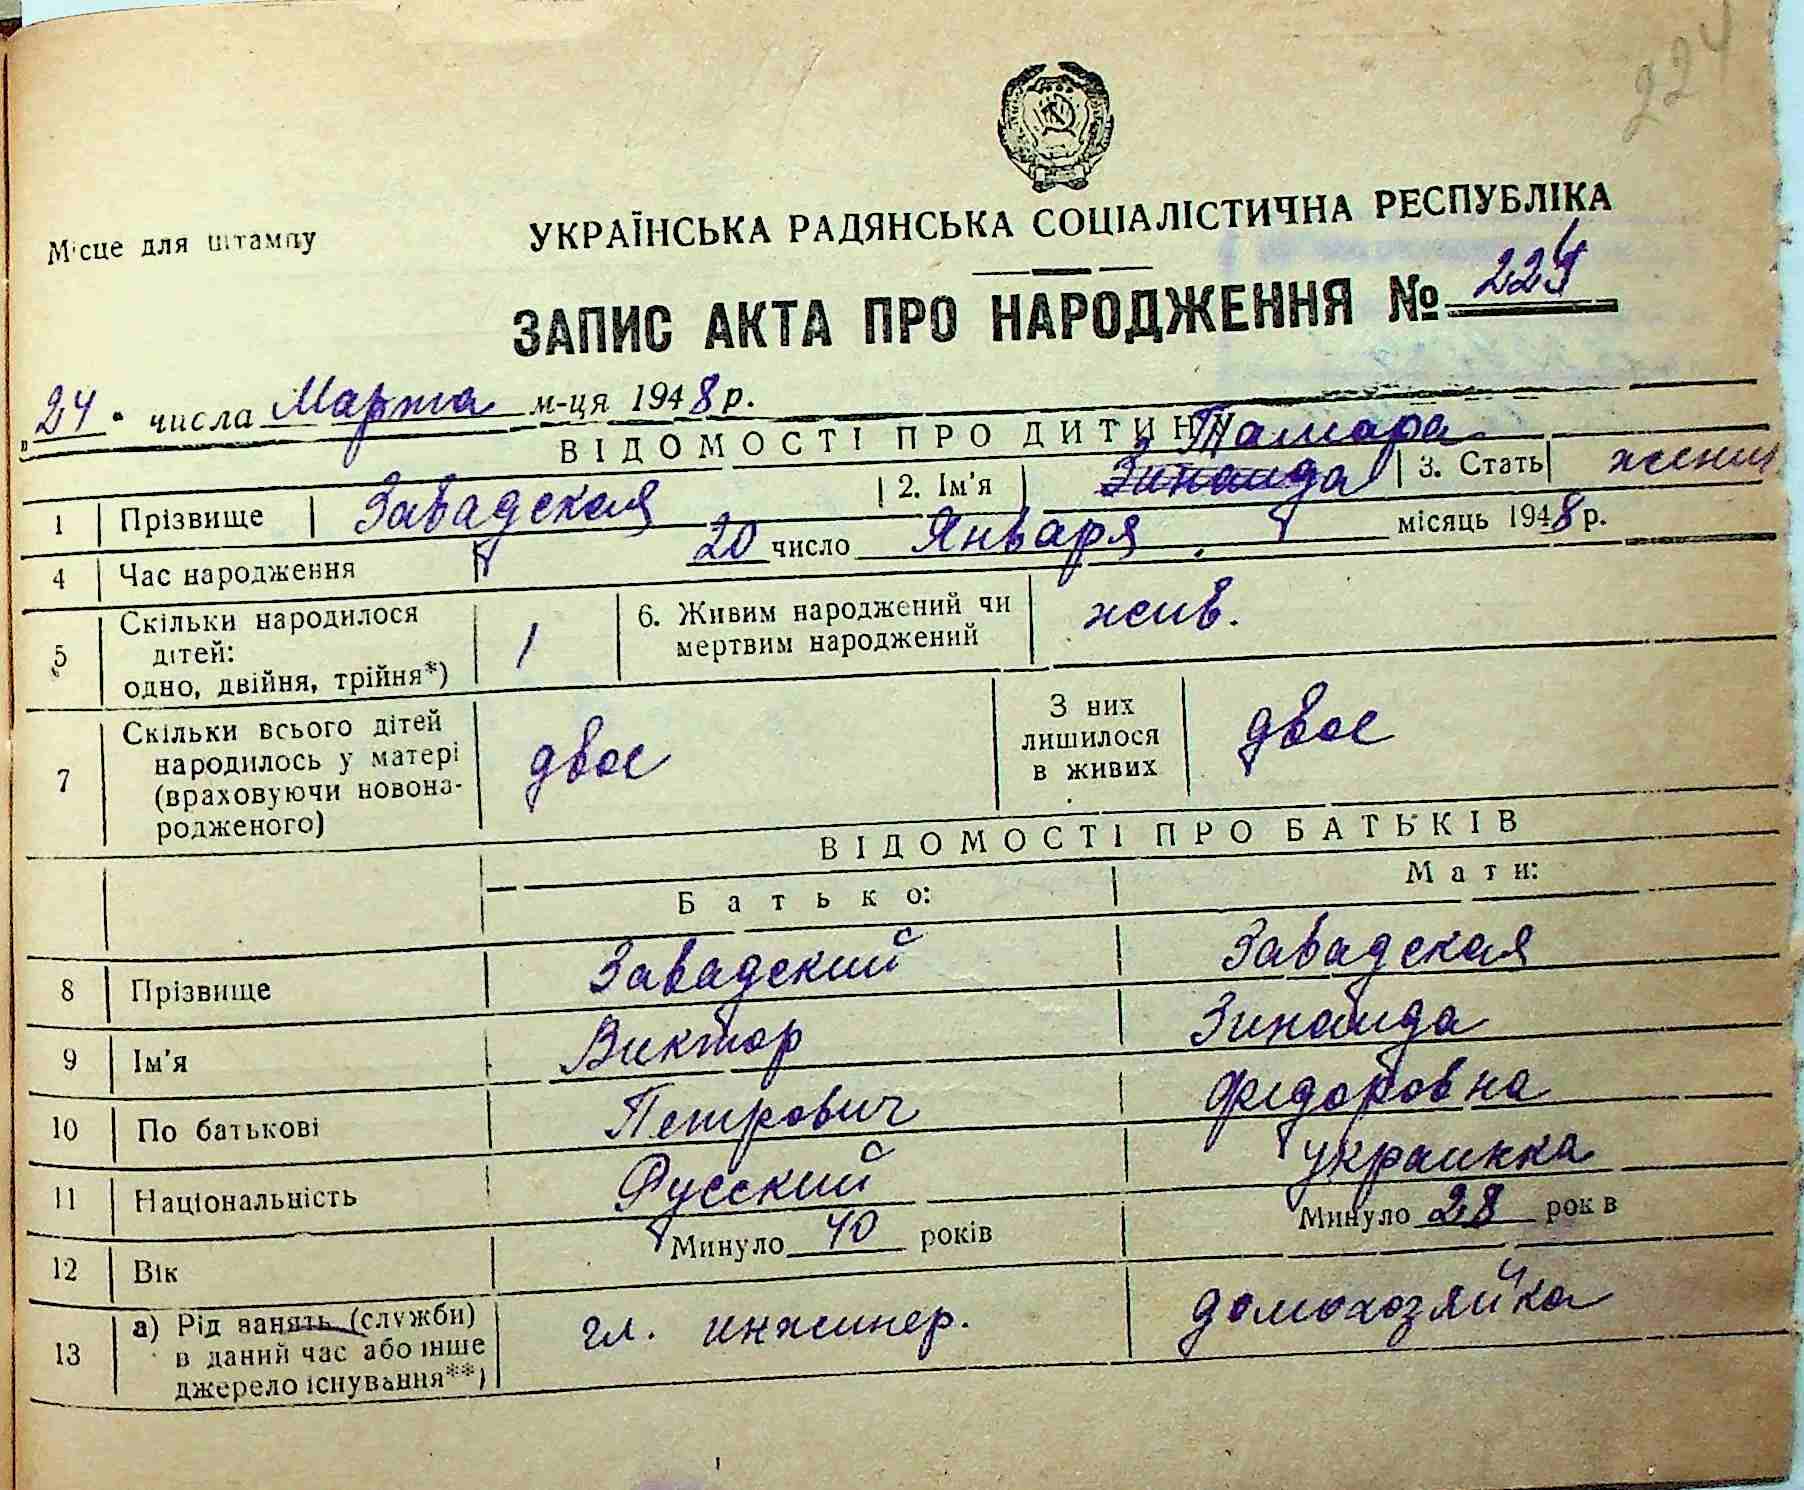 224
УКРАЇНСЬКА РАДЯНСЬКА СОЦІАЛІСТИЧНА РЕСПУБЛІКА
Місце для штампу
ЗАПИС АКТА ПРО НАРОДЖЕННЯ № 224
„24" числа Марта м-ця 1948 р.
ВІДОМОСТІ ПРО ДИТИНУ
Тамара
1 Прізвище Завадская 2. Ім'я Зинаида 3. Стать женск
4 Час народження 20 число Января місяць 1948 р.
5 Скільки народилося дітей: одно, двійня, трійня*) 1 6. Живим народжений чи мертвим народжений жив.
7 Скільки всього дітей народилось у матері (враховуючи новонародженого) двое З них лишилося в живих двое
ВІДОМОСТІ ПРО БАТЬКІВ
Батько: Мати:
8 Прізвище Завадский Завадская
9 Ім'я Виктор Зинаида
10 По батькові Петрович Федоровна
11 Національність Русский украинка
12 Вік Минуло 40 років Минуло 28 рок в
13 а) Рід занять (служби) в даний час або інше джерело існування**) гл. инженер. домохозяйка